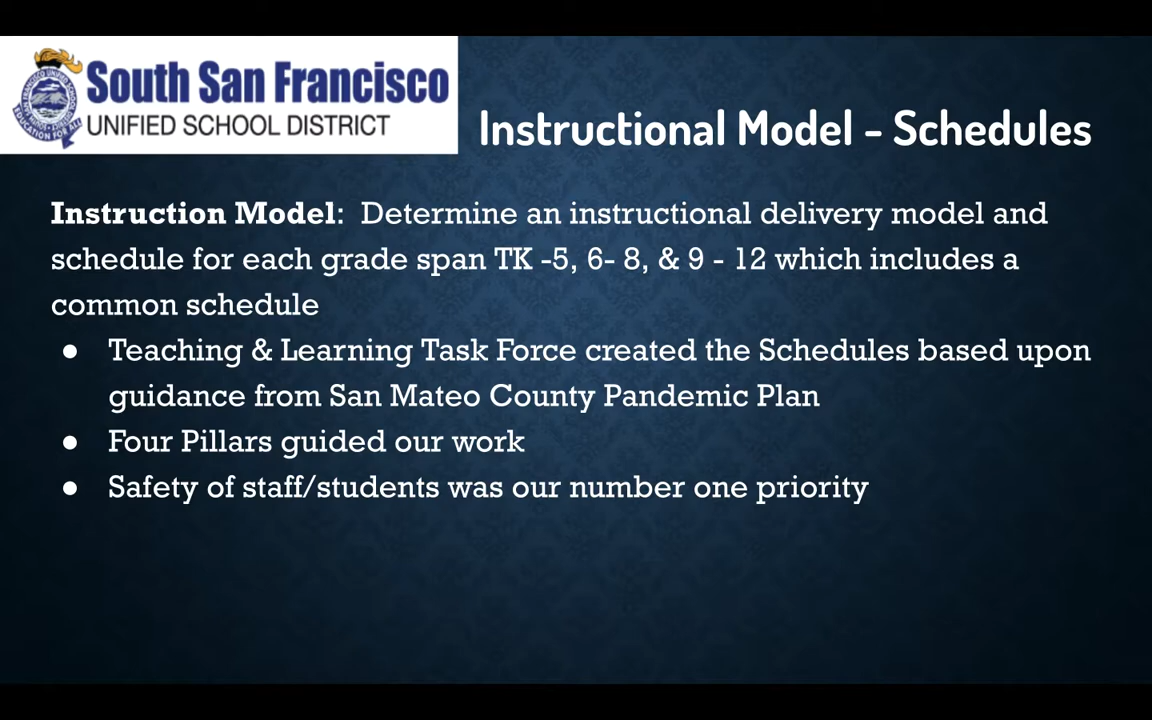 South San Francisco
UNIFIED SCHOOL DISTRICT
Instructional Model - Schedules
Instruction Model:  Determine an instructional delivery model and
schedule for each grade span TK -5, 6- 8, & 9 - 12 which includes a
common schedule
● Teaching & Learning Task Force created the Schedules based upon
guidance from San Mateo County Pandemic Plan
● Four Pillars guided our work
● Safety of staff/students was our number one priority